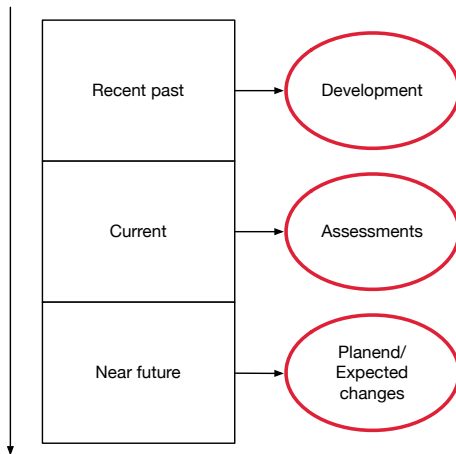 Recent past
Development
Current
Assessments
Near future
Planend/
Expected
changes